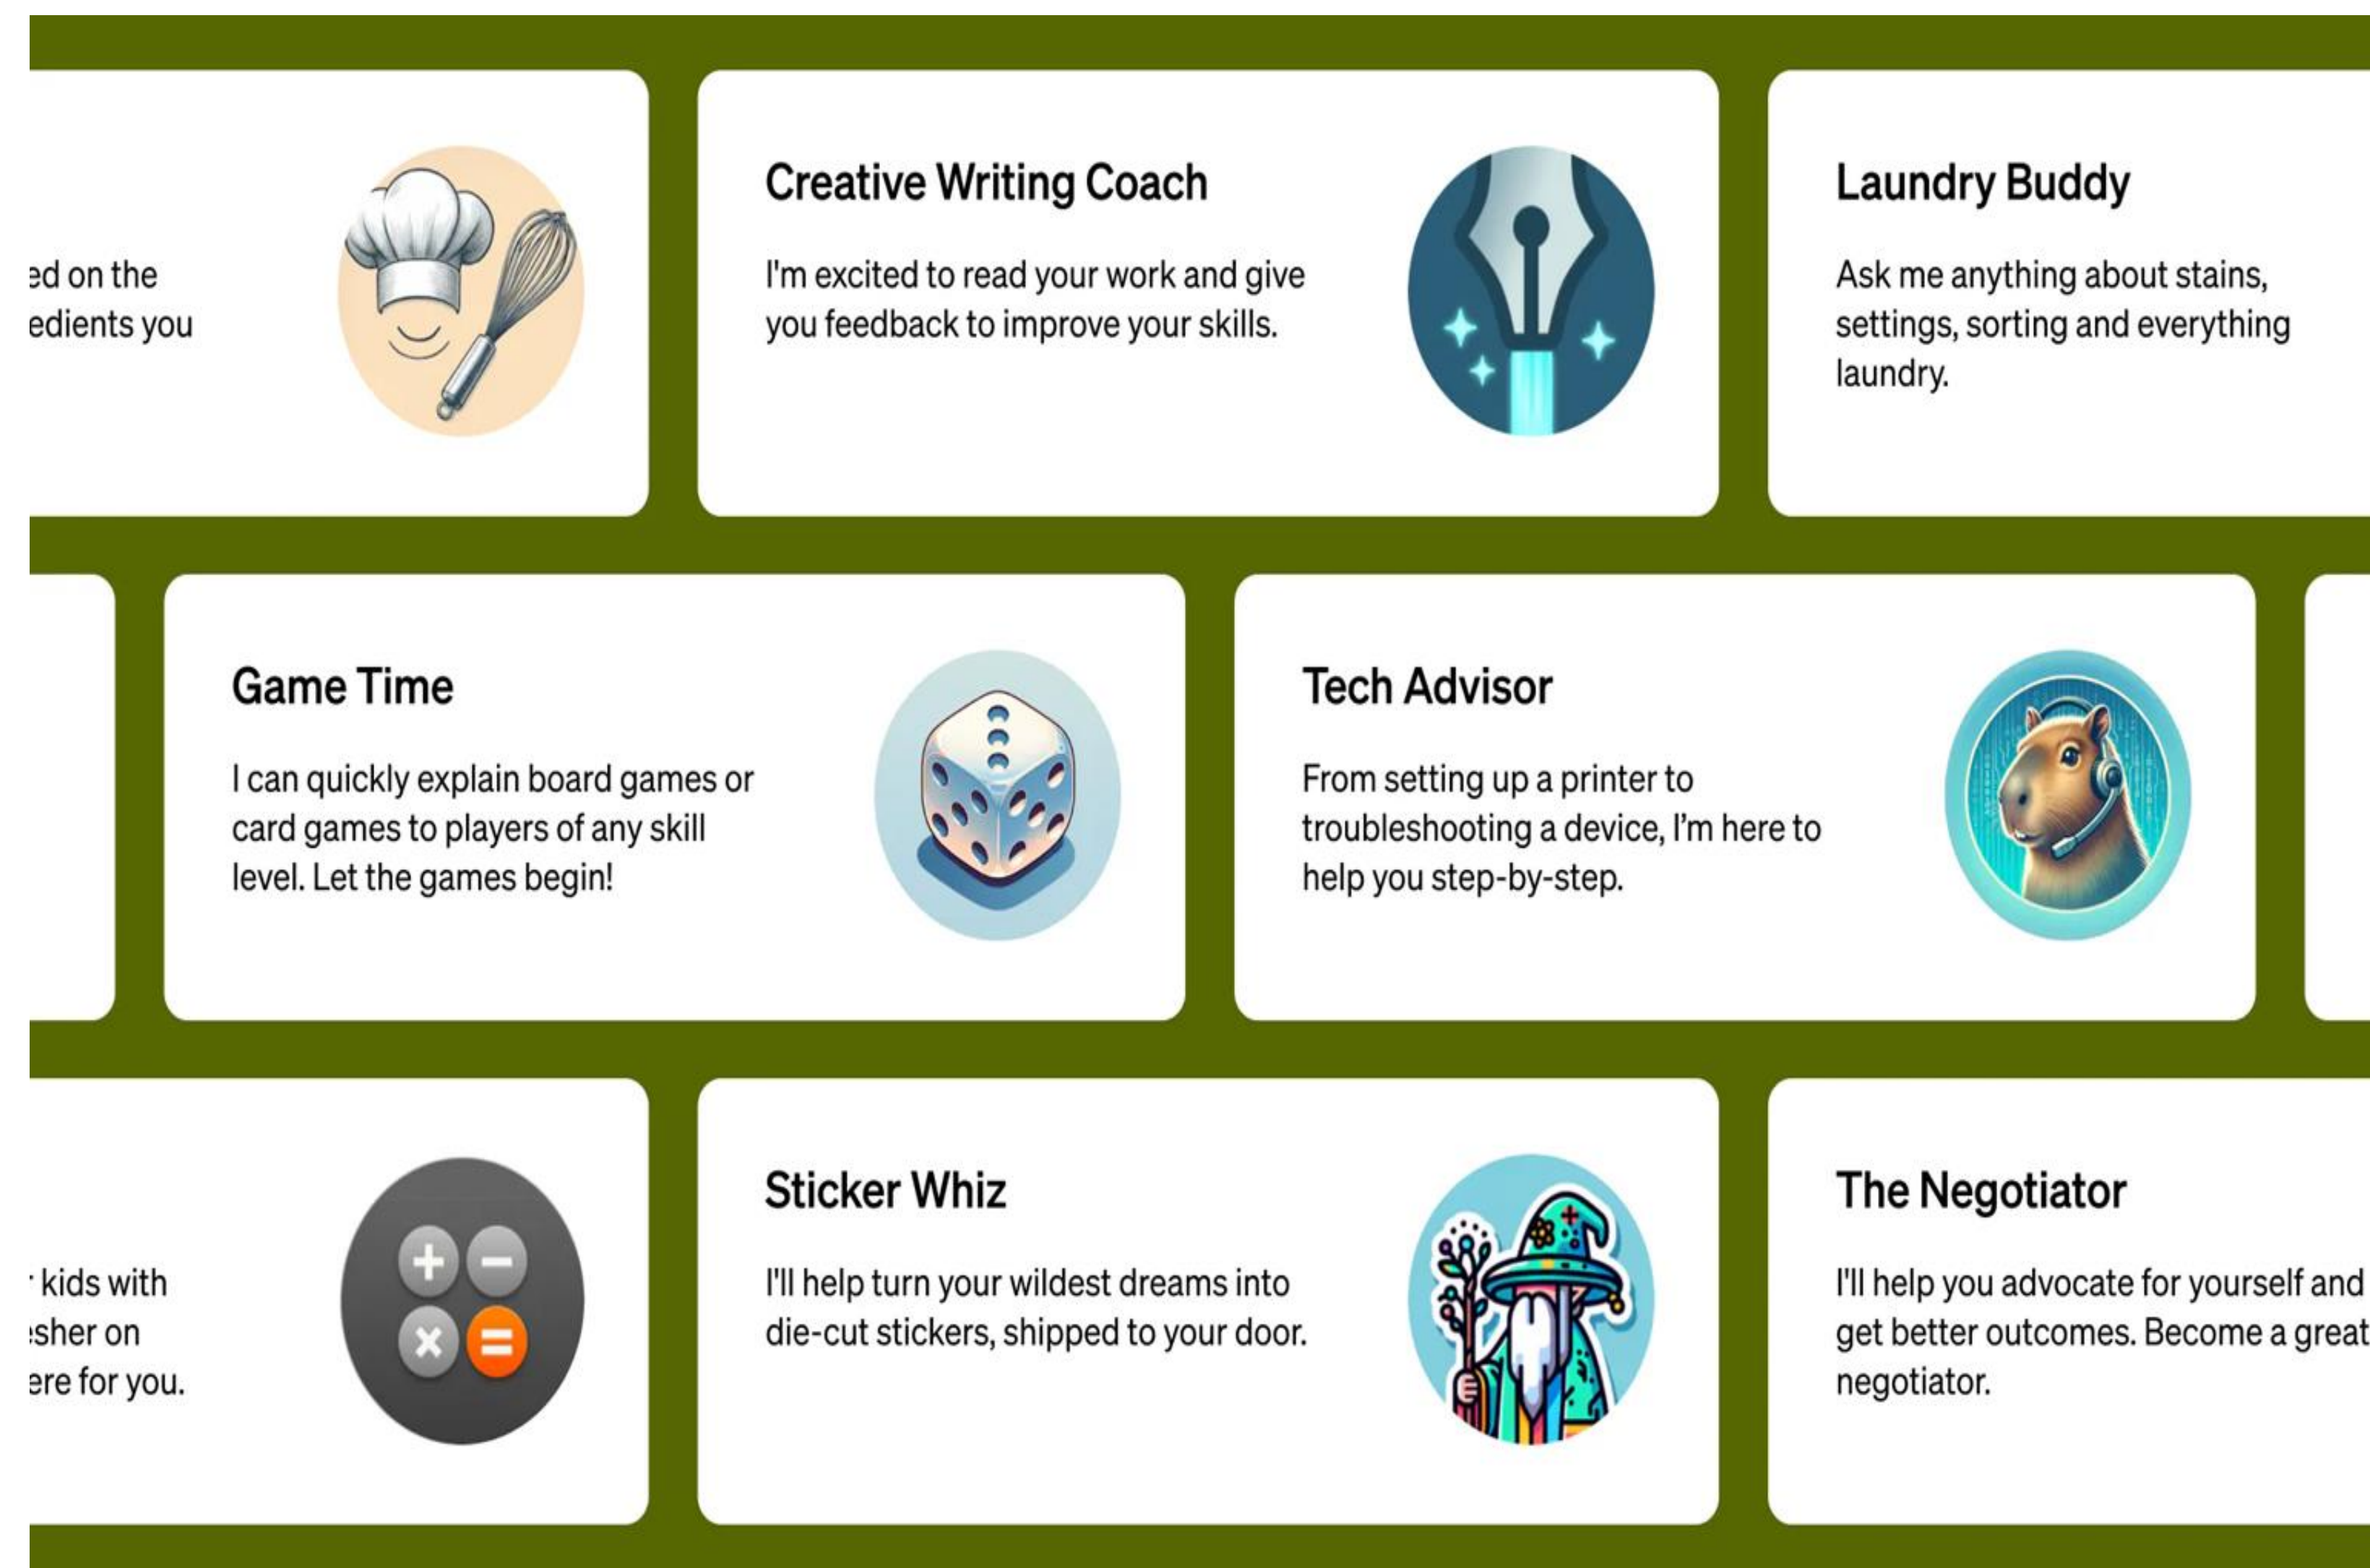 ed on the
edients you
Creative Writing Coach
I'm excited to read your work and give
you feedback to improve your skills.
Laundry Buddy
Ask me anything about stains,
settings, sorting and everything
laundry.
Game Time
I can quickly explain board games or
card games to players of any skill
level. Let the games begin!
Tech Advisor
From setting up a printer to
troubleshooting a device, I’m here to
help you step-by-step.
kids with
sher on
ere for you.
Sticker Whiz
I'll help turn your wildest dreams into
die-cut stickers, shipped to your door.
The Negotiator
I'll help you advocate for yourself and
get better outcomes. Become a great
negotiator.